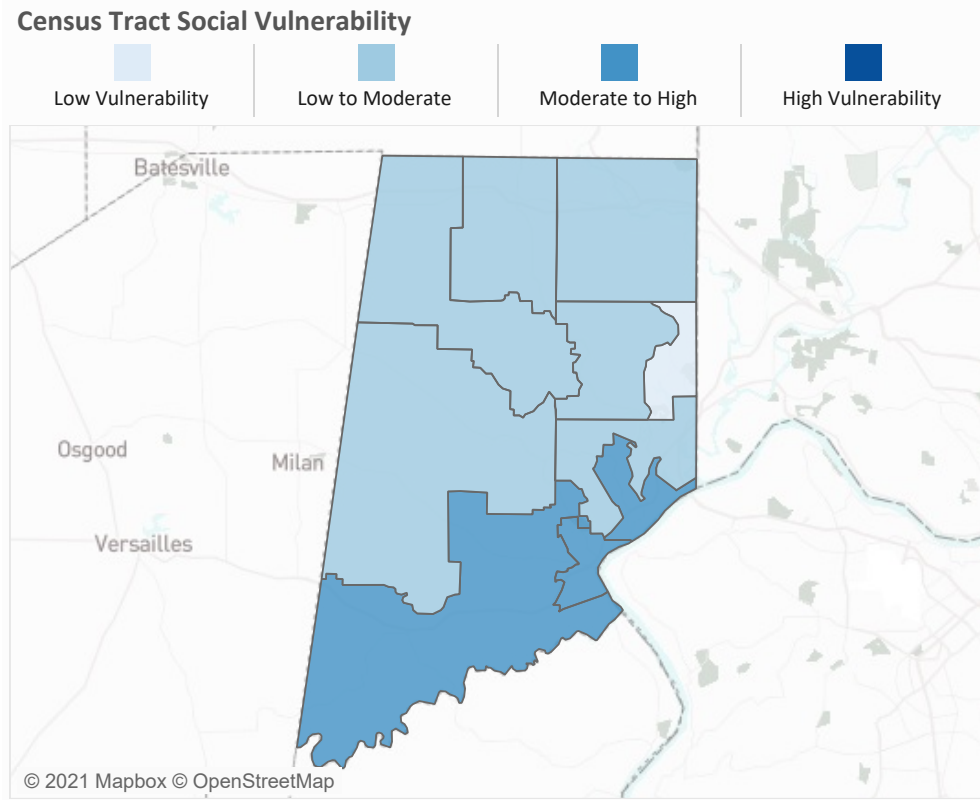 Census Tract Social Vulnerability
Low Vulnerability
Low to Moderate
Moderate to High
High Vulnerability
Batesville
Osgood
Milan
Versailles
© 2021 Mapbox © OpenStreetMap